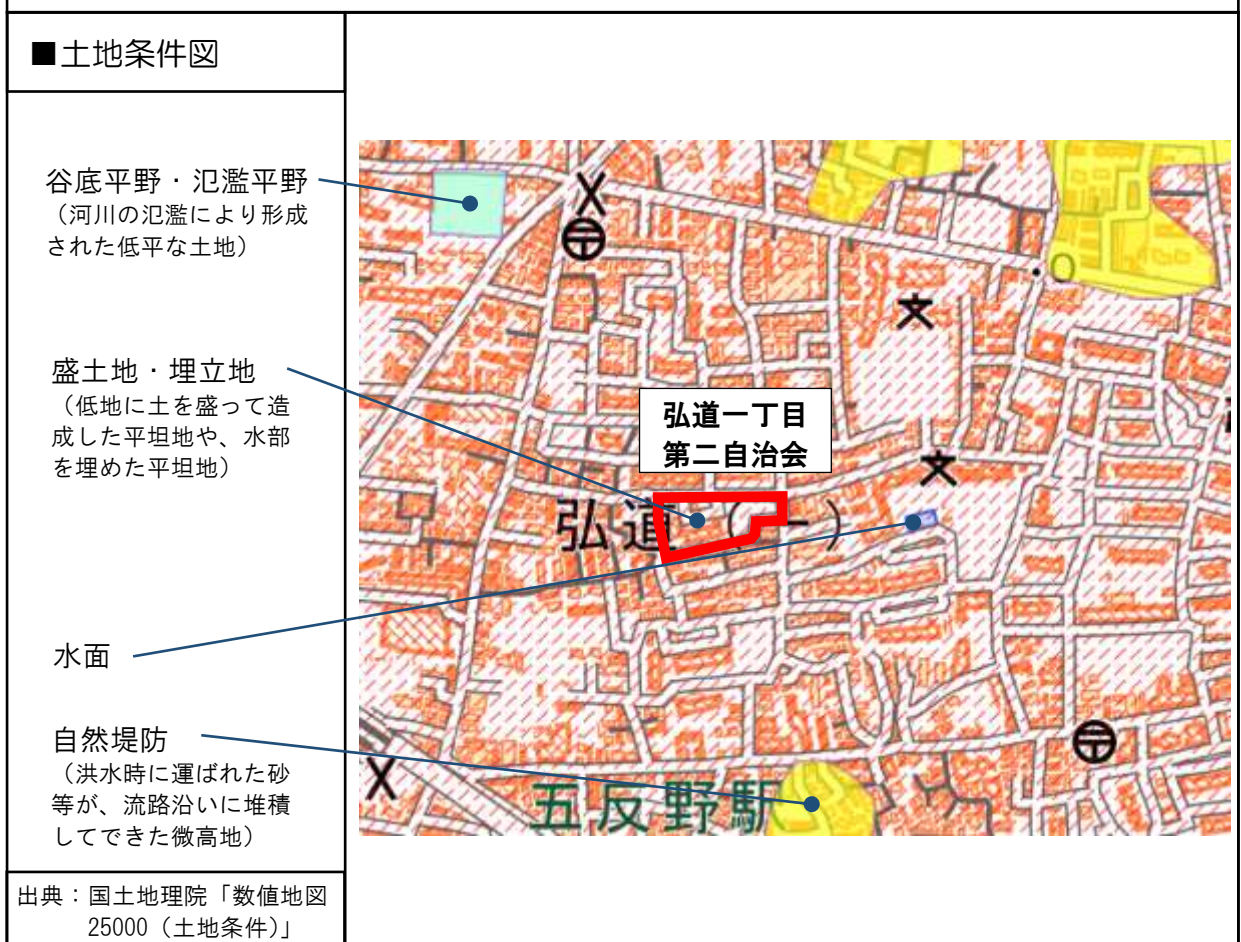 ■土地条件図
谷底平野・氾濫平野
（河川の氾濫により形成
された低平な土地）
盛土地・埋立地
（低地に土を盛って造
成した平坦地や、水部
を埋めた平坦地）
水面
自然堤防
（洪水時に運ばれた砂
等が、流路沿いに堆積
してできた微高地）
出典：国土地理院「数値地図
25000（土地条件）」
弘道一丁目
第二自治会
弘道（一）
五反野駅